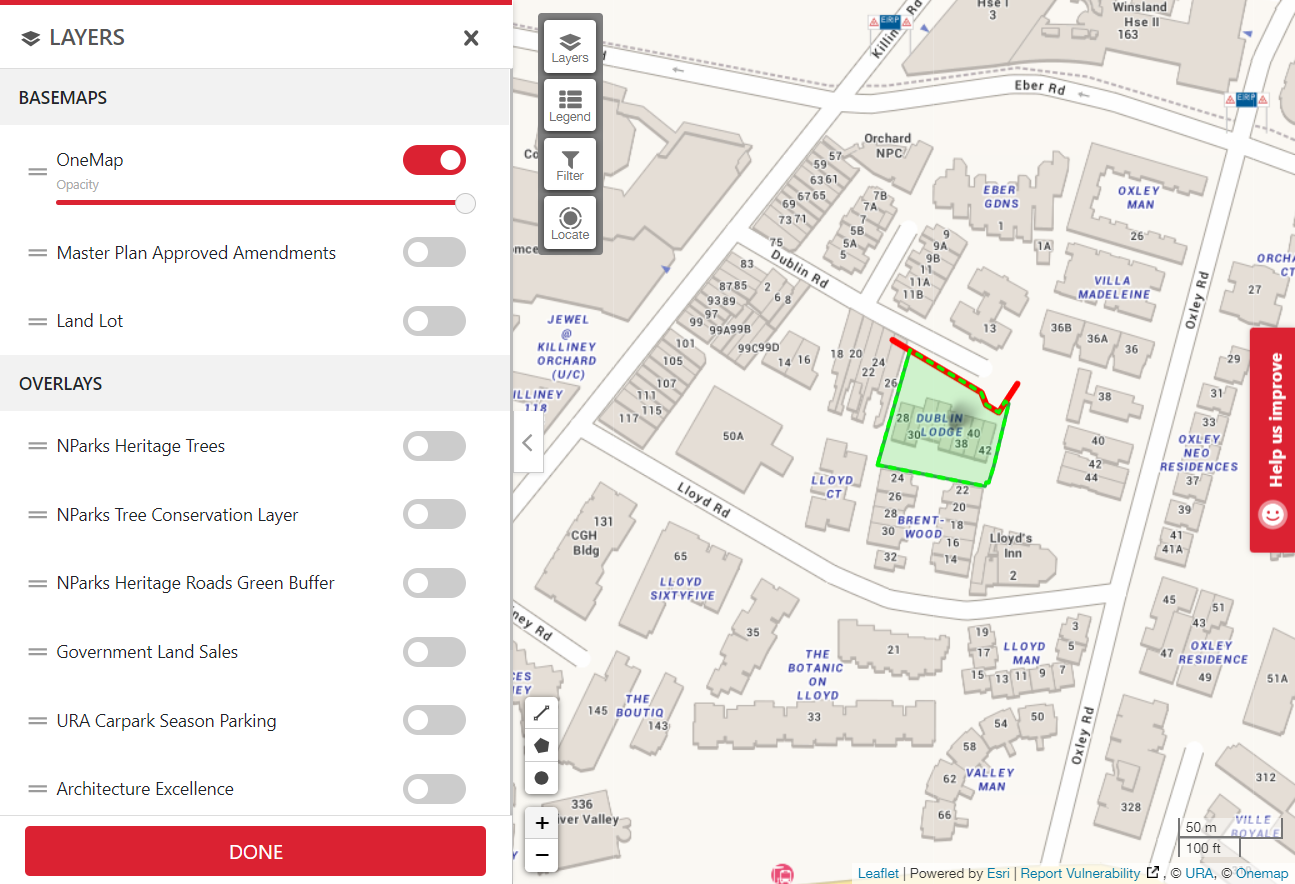 LAYERS
BASEMAPS
OneMap
Opacity
Master Plan Approved Amendments
Land Lot
OVERLAYS
NParks Heritage Trees
NParks Tree Conservation Layer
NParks Heritage Roads Green Buffer
Government Land Sales
URA Carpark Season Parking
Architecture Excellence
DONE
Layers
Legend
Filter
Locate
Hse I
3
Winsland
Hse II
163
ERP
Eber Rd
ERP
Orchard
NPC
57
59
63 61
67 65
69
73 71
75
7B
7A
7
5B
5A
5
EBER
GDNS
1
1A
OXLEY
MAN
26
9
9A
9B
11
11A
11B
Dublin Rd
83
87 85
93 89
97
99A 99B
99
99C 99D
2
6
8
14
16
13
VILLA
MADELEINE
27
Oxley Rd
JEWEL
@
KILLINEY
ORCHARD
(U/C)
101
105
107
111
115
117
18
20
22
24
26
36B
36A
36
29
31
38
33
OXLEY
NEO
RESIDENCES
37
39
41
41A
40
42
44
50A
28
30
DUBLIN
LODGE
40
38
42
LLOYD
CT
24
26
28
30
32
BRENT-
WOOD
22
20
18
16
14
Lloyd's
Inn
2
Lloyd Rd
131
CGH
Bldg
65
LLOYD
SIXTYFIVE
35
21
THE
BOTANIC
ON
LLOYD
33
19
17
15
13
11
9
7
5
3
LLOYD
MAN
45
51
43
47
49
OXLEY
RESIDENCE
51A
145
THE
BOUTIQ
143
54
50
58
62
66
VALLEY
MAN
Oxley Rd
328
312
VILLE
ROYALE
336
Help us improve
+
−
50 m
100 ft
Leaflet | Powered by Esri | Report Vulnerability , © URA, © Onemap